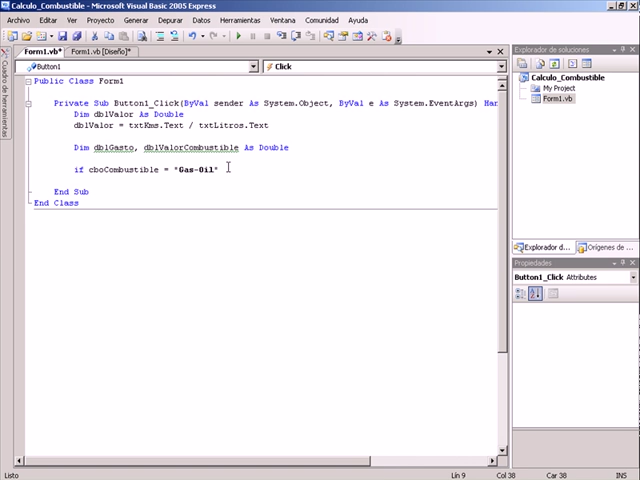 Calculo_Combustible - Microsoft Visual Basic 2005 Express
Archivo Editar Ver Proyecto Generar Depurar Datos Herramientas Ventana Comunidad Ayuda
Form1.vb* Form1.vb [Diseño]*
Cuadro de herramientas
Button1 Click
Public Class Form1
Private Sub Button1_Click(ByVal sender As System.Object, ByVal e As System.EventArgs) Han
Dim dblValor As Double
dblValor = txtKms.Text / txtLitros.Text
Dim dblGasto, dblValorCombustible As Double
if cboCombustible = "Gas-Oil"
End Sub
End Class
Explorador de soluciones
Calculo_Combustible
My Project
Form1.vb
Explorador d... Orígenes de...
Propiedades
Button1_Click Attributes
Listo Lín 9 Col 38 Car 38 INS